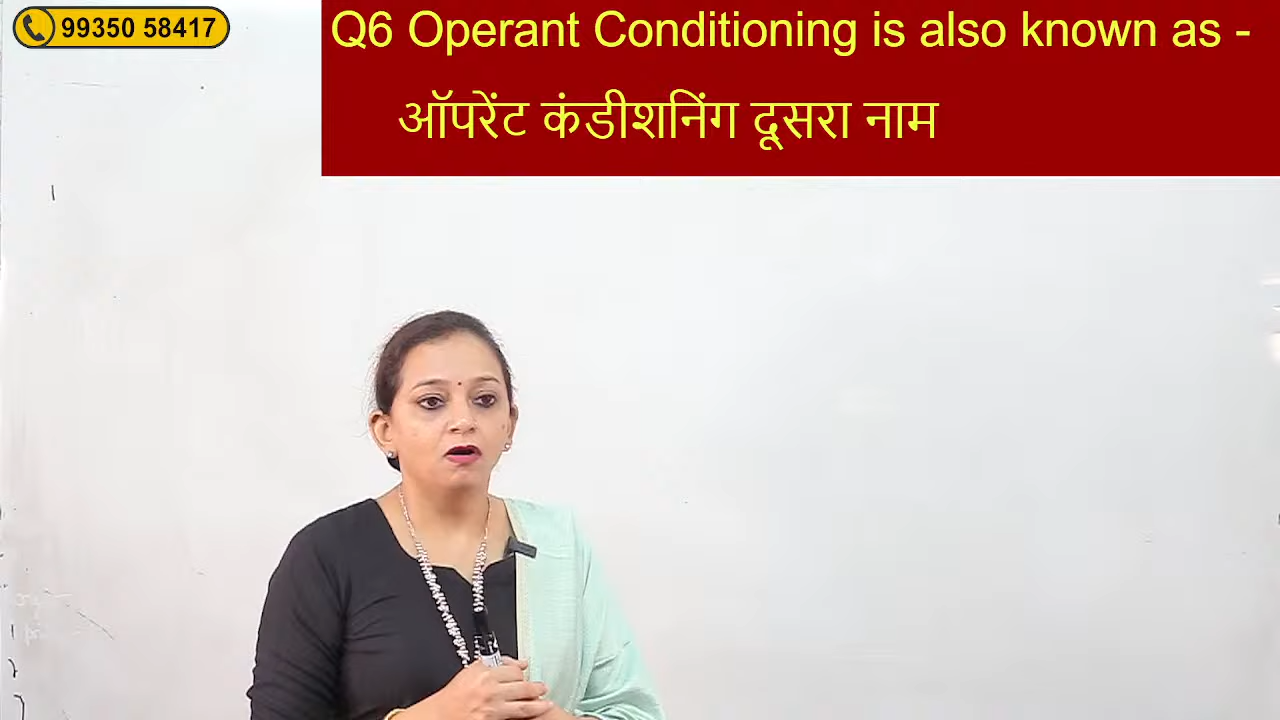 99350 58417
Q6 Operant Conditioning is also known as -
ऑपरेंट कंडीशनिंग दूसरा नाम